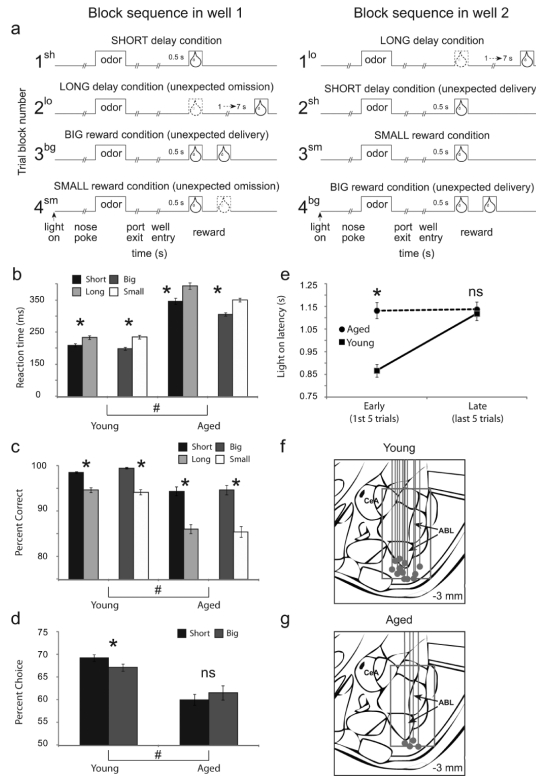 Block sequence in well 1
Block sequence in well 2
a
Trial block number
SHORT delay condition
1sh
odor
0.5 s
LONG delay condition (unexpected omission)
2lo
odor
1 → 7 s
BIG reward condition (unexpected delivery)
3bg
odor
0.5 s
SMALL reward condition (unexpected omission)
4sm
odor
0.5 s
light on
nose poke
port exit
well entry
reward
time (s)
LONG delay condition
1lo
odor
1 → 7 s
SHORT delay condition (unexpected delivery)
2sh
odor
0.5 s
SMALL reward condition
3sm
odor
0.5 s
BIG reward condition (unexpected delivery)
4bg
odor
0.5 s
light on
nose poke
port exit
well entry
reward
time (s)
b
Short Big
Long Small
Reaction time (ms)
350
250
150
0
* * * *
#
Young Aged
e
Light on latency (s)
1.25
1.15
1.05
0.95
0.85
0.75
* ns
Aged
Young
Early (1st 5 trials)
Late (last 5 trials)
c
Short Big
Long Small
Percent Correct
100
90
80
75
* * * *
#
Young Aged
d
Short Big
Percent Choice
75
70
65
60
55
50
* ns
#
Young Aged
f
Young
CeA
ABL
-3 mm
g
Aged
CeA
ABL
-3 mm